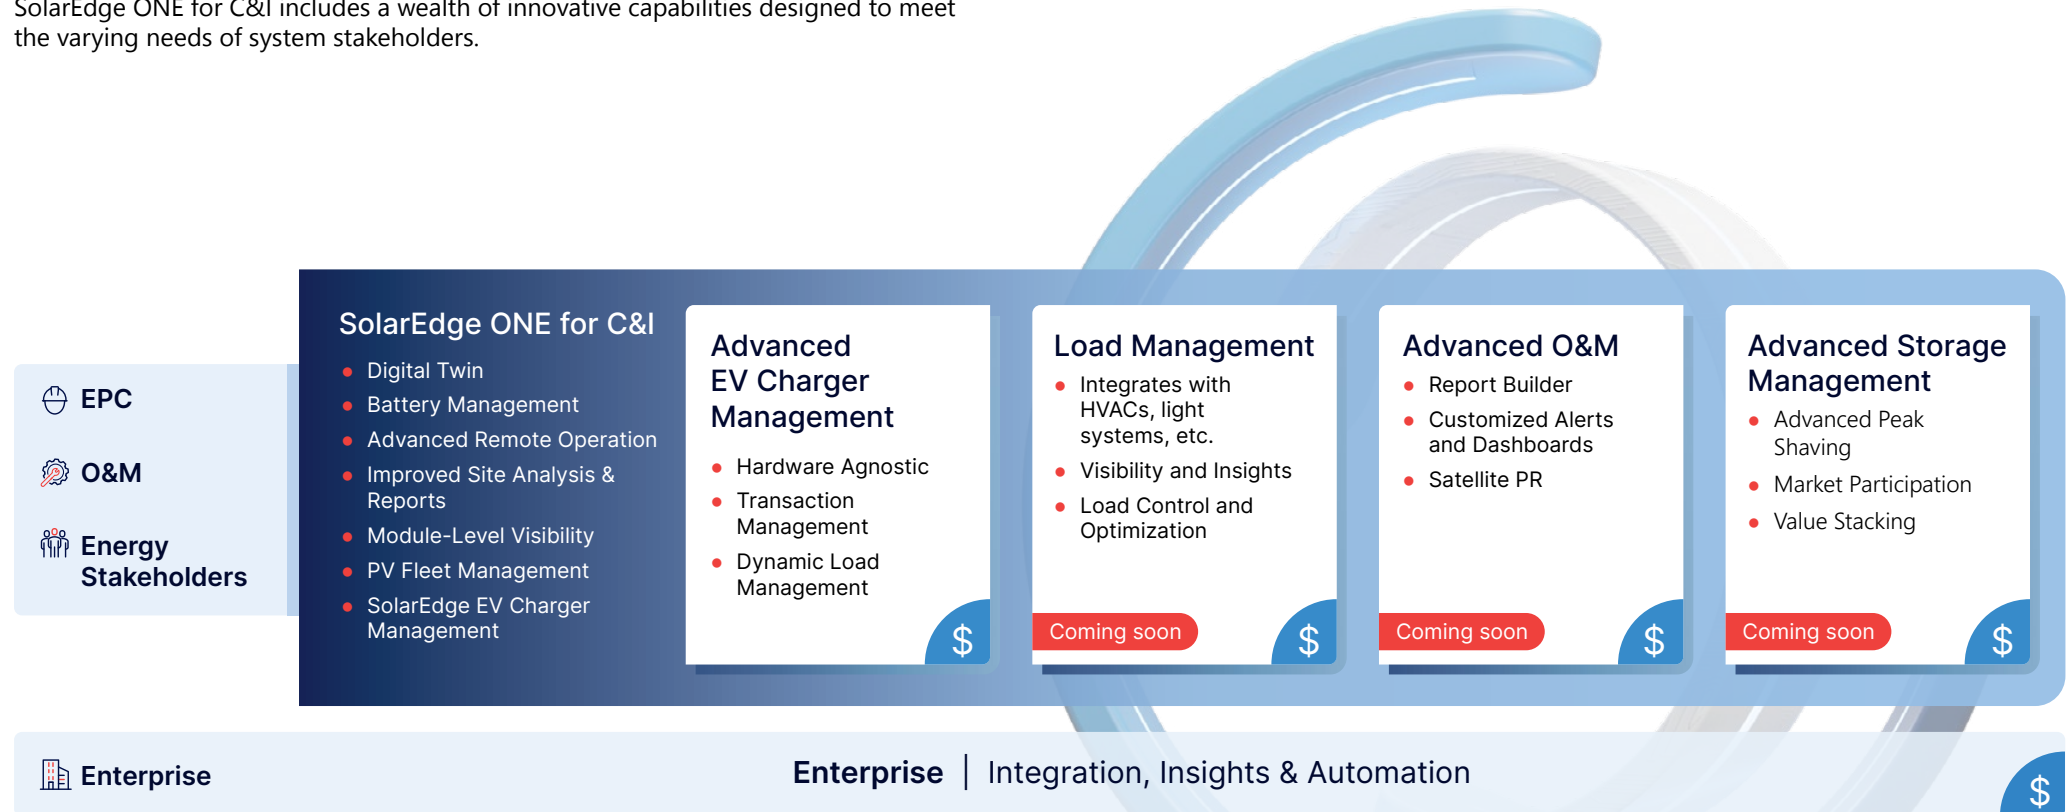 SolarEdge ONE for C&I includes a wealth of innovative capabilities designed to meet
the varying needs of system stakeholders.
EPC
O&M
Energy
Stakeholders
SolarEdge ONE for C&I
Digital Twin
Battery Management
Advanced Remote Operation
Improved Site Analysis &
Reports
Module-Level Visibility
PV Fleet Management
SolarEdge EV Charger
Management
Advanced
EV Charger
Management
Hardware Agnostic
Transaction
Management
Dynamic Load
Management
$
Load Management
Integrates with
HVACs, light
systems, etc.
Visibility and Insights
Load Control and
Optimization
Coming soon
$
Advanced O&M
Report Builder
Customized Alerts
and Dashboards
Satellite PR
Coming soon
$
Advanced Storage
Management
Advanced Peak
Shaving
Market Participation
Value Stacking
Coming soon
$
Enterprise
Enterprise | Integration, Insights & Automation
$